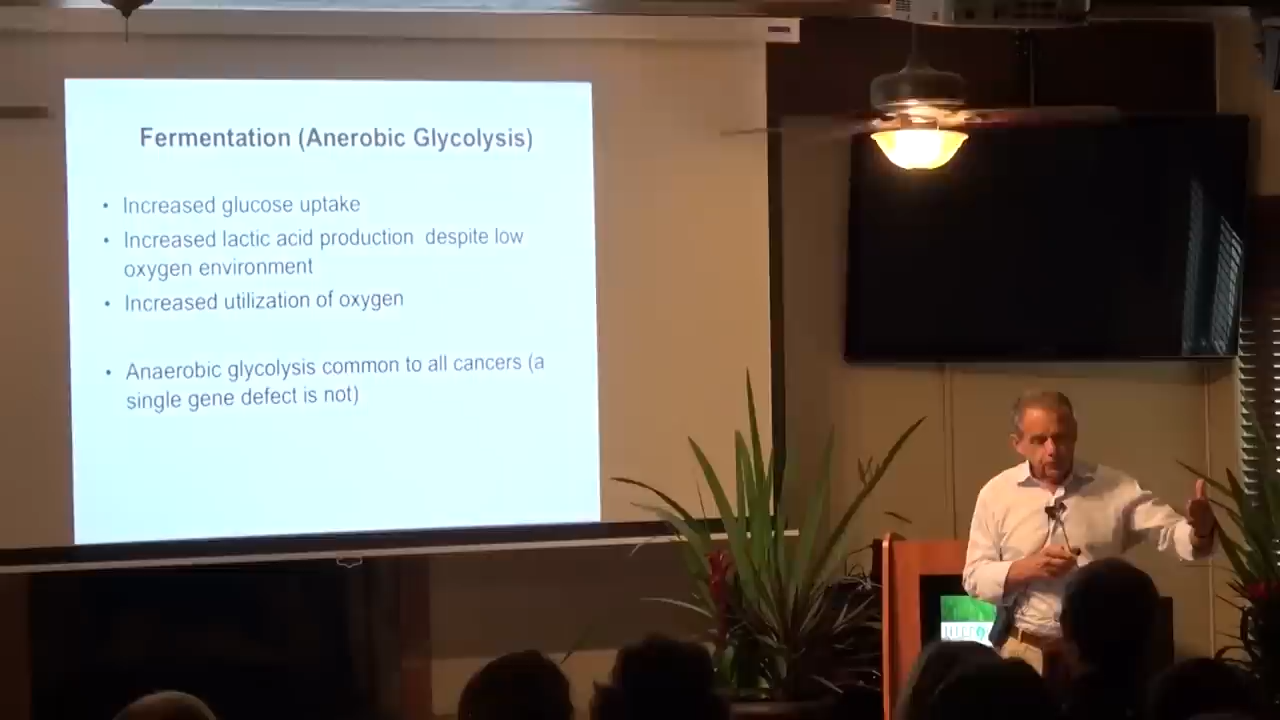 Fermentation (Anerobic Glycolysis)
• Increased glucose uptake
• Increased lactic acid production despite low
oxygen environment
• Increased utilization of oxygen
• Anaerobic glycolysis common to all cancers (a
single gene defect is not)